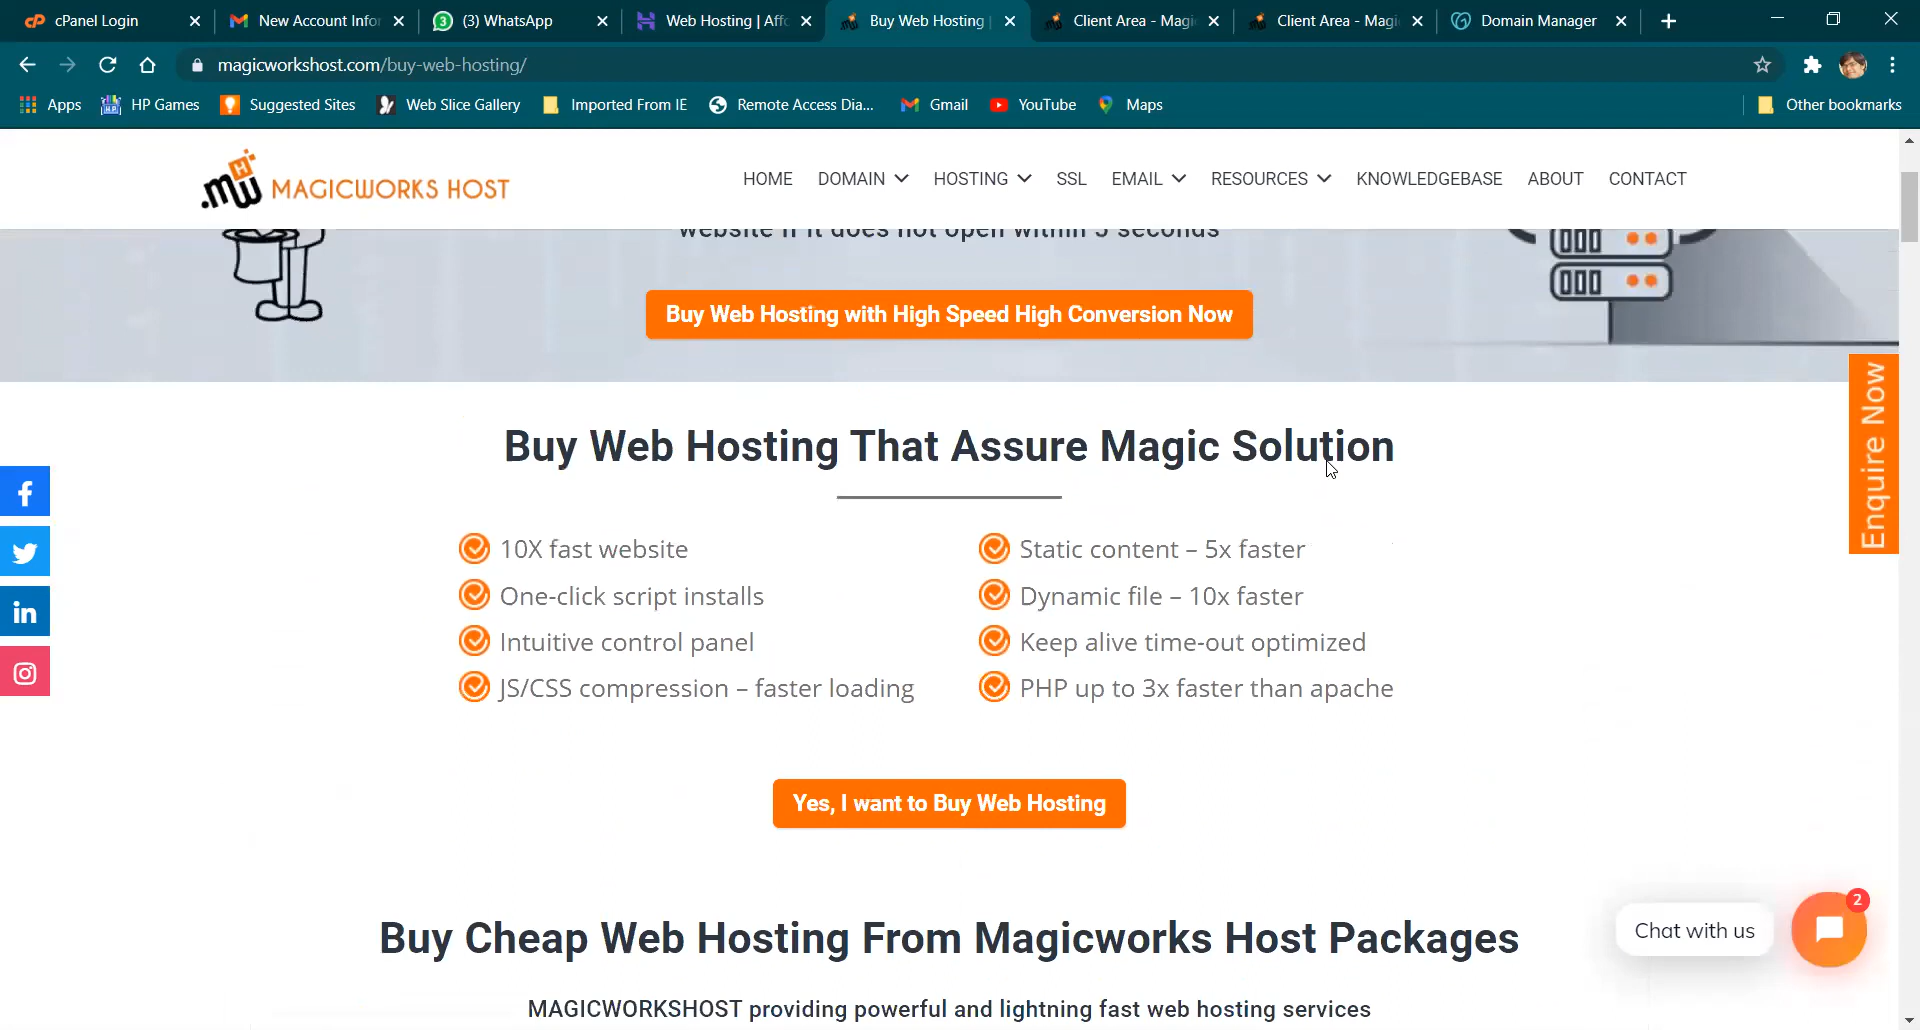 cPanel Login
New Account Infor
(3) WhatsApp
Web Hosting | Affo
Buy Web Hosting |
Client Area - Magi
Client Area - Magi
Domain Manager
magicworkshost.com/buy-web-hosting/
Apps
HP Games
Suggested Sites
Web Slice Gallery
Imported From IE
Remote Access Dia...
Gmail
YouTube
Maps
Other bookmarks
MAGICWORKS HOST
HOME
DOMAIN
HOSTING
SSL
EMAIL
RESOURCES
KNOWLEDGEBASE
ABOUT
CONTACT
website if it does not open within 5 seconds
Buy Web Hosting with High Speed High Conversion Now
Enquire Now
Buy Web Hosting That Assure Magic Solution
10X fast website
One-click script installs
Intuitive control panel
JS/CSS compression – faster loading
Static content – 5x faster
Dynamic file – 10x faster
Keep alive time-out optimized
PHP up to 3x faster than apache
Yes, I want to Buy Web Hosting
2
Chat with us
Buy Cheap Web Hosting From Magicworks Host Packages
MAGICWORKSHOST providing powerful and lightning fast web hosting services